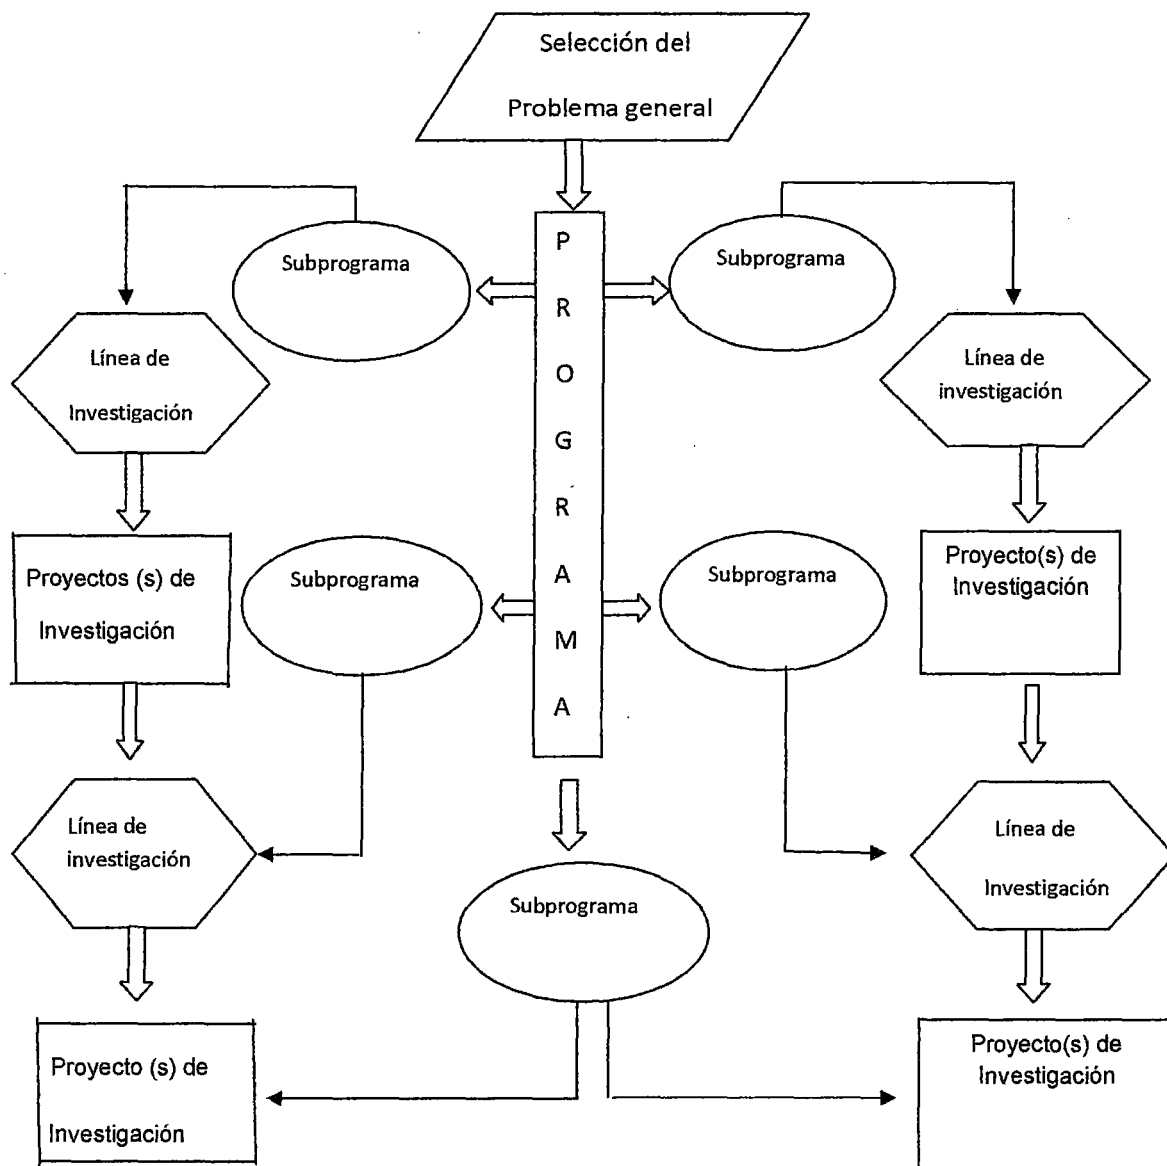 Selección del
Problema general
P
R
O
G
R
A
M
A
Subprograma
Subprograma
Línea de
Investigación
Línea de
investigación
Proyectos (s) de
Investigación
Subprograma
Subprograma
Proyecto(s) de
Investigación
Línea de
investigación
Subprograma
Línea de
Investigación
Proyecto (s) de
Investigación
Proyecto(s) de
Investigación